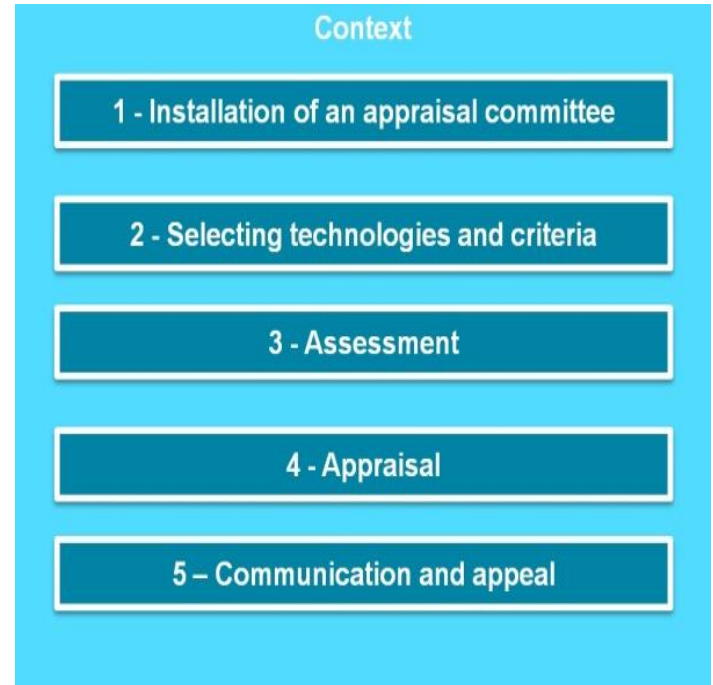 Context
1 - Installation of an appraisal committee
2 - Selecting technologies and criteria
3 - Assessment
4 - Appraisal
5 – Communication and appeal